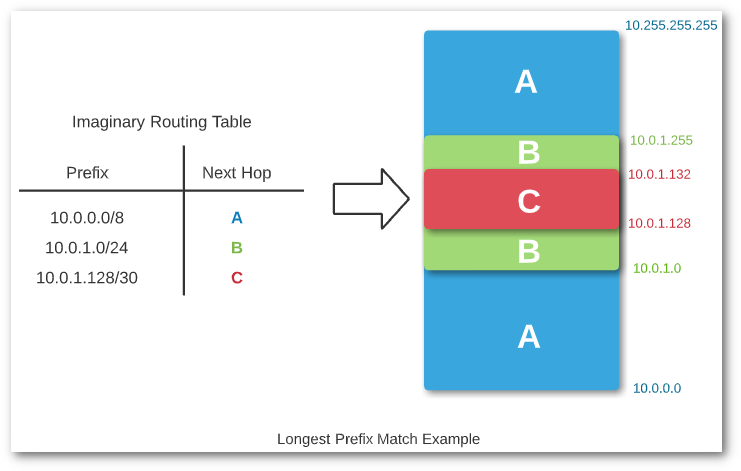 Imaginary Routing Table
Prefix Next Hop
10.0.0.0/8 A
10.0.1.0/24 B
10.0.1.128/30 C
10.255.255.255
A
10.0.1.255
B
10.0.1.132
C
10.0.1.128
B
10.0.1.0
A
10.0.0.0
Longest Prefix Match Example